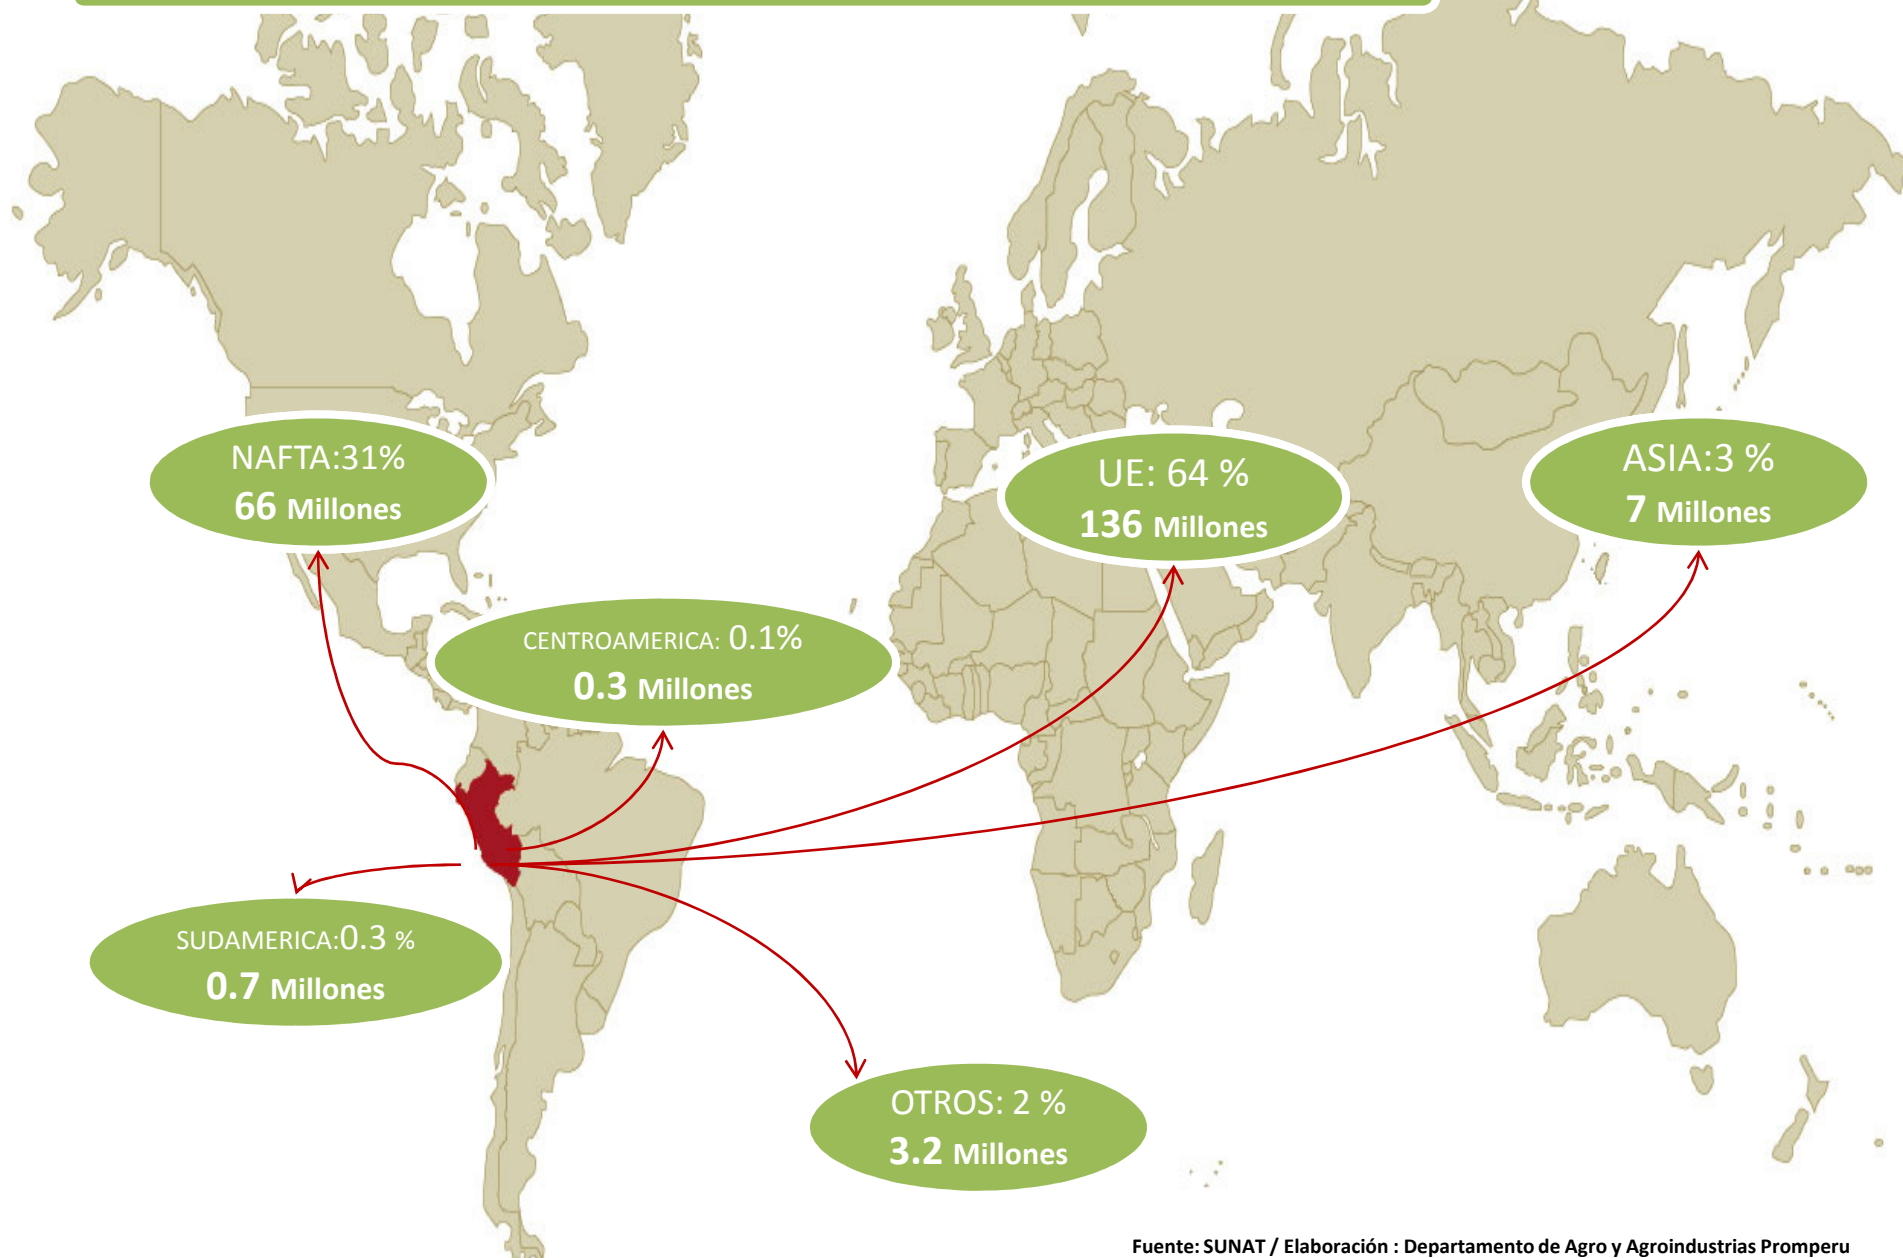 NAFTA:31%
66 Millones
UE: 64 %
136 Millones
ASIA:3 %
7 Millones
CENTROAMERICA: 0.1%
0.3 Millones
SUDAMERICA:0.3 %
0.7 Millones
OTROS: 2 %
3.2 Millones
Fuente: SUNAT / Elaboración : Departamento de Agro y Agroindustrias Promperu